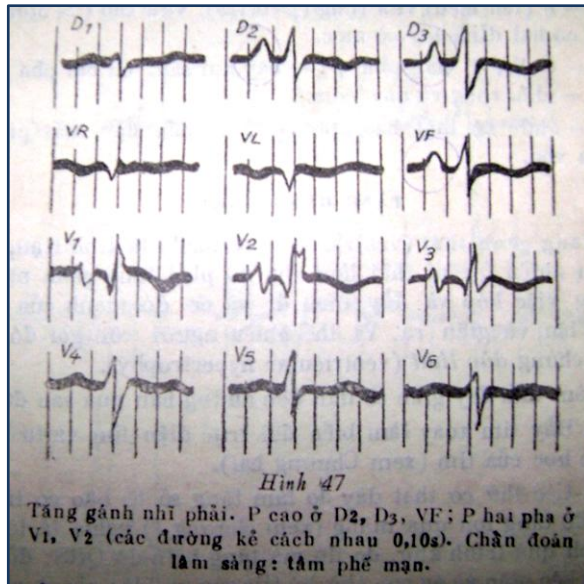 D1 D2 D3
VR VL VF
V1 V2 V3
V4 V5 V6
Hình 47
Tăng gánh nhĩ phải. P cao ở D2, D3, VF; P hai pha ở
V1, V2 (các đường kẻ cách nhau 0,10s). Chẩn đoán
lâm sàng: tâm phế mạn.